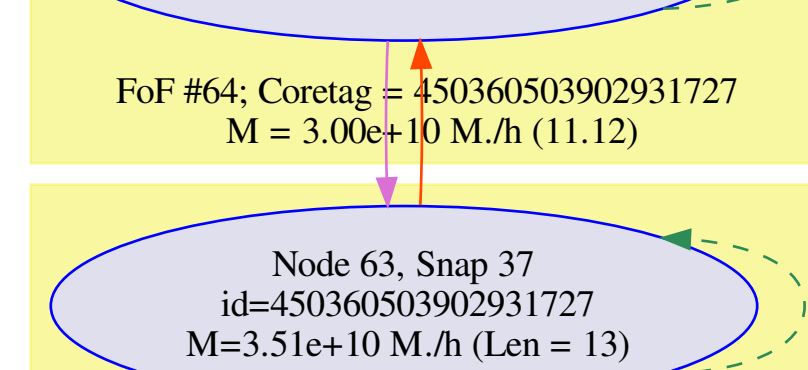 FoF #64; Coretag = 450360503902931727
M = 3.00e+10 M./h (11.12)
Node 63, Snap 37
id=450360503902931727
M=3.51e+10 M./h (Len = 13)